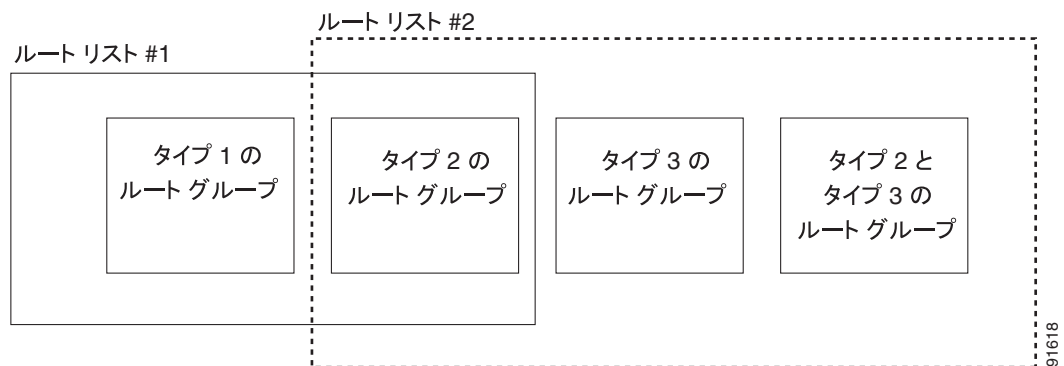 ルート リスト #2
ルート リスト #1
タイプ 1 の
ルート グループ
タイプ 2 の
ルート グループ
タイプ 3 の
ルート グループ
タイプ 2 と
タイプ 3 の
ルート グループ
91618